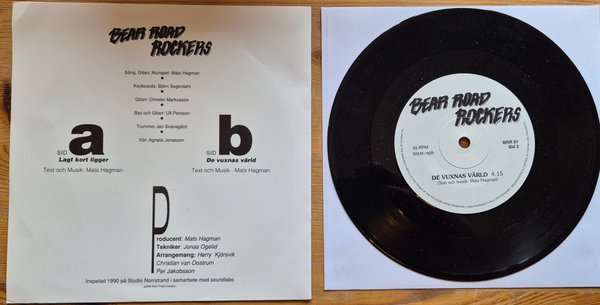 BEAR ROAD
ROCKERS
Sång, Gitarr, Munspel: Mats Hagman
Keyboards: Björn Segerdahl
Gitarr: Christer Markusson
Bas och Gitarr: Ulf Persson
Trummor Jan Svanegård
Kör: Agneta Jonasson
SID a
Lagt kort ligger
Text och Musik : Mats Hagman
SID b
De vuxnas värld
Text och Musik : Mats Hagman
Producent: Mats Hagman
Tekniker: Jonas Ogelid
Arrangemang: Harry Kjörsvik
Christian van Oostrum
Per Jakobsson
Inspelad 1990 på Studio Norrstrand i samarbete med soundlabs
BEAR ROAD
ROCKERS
45 RPM
BRR 01
Sid 2
DE VUXNAS VÄRLD 4.15
(Text och musik: Mats Hagman)